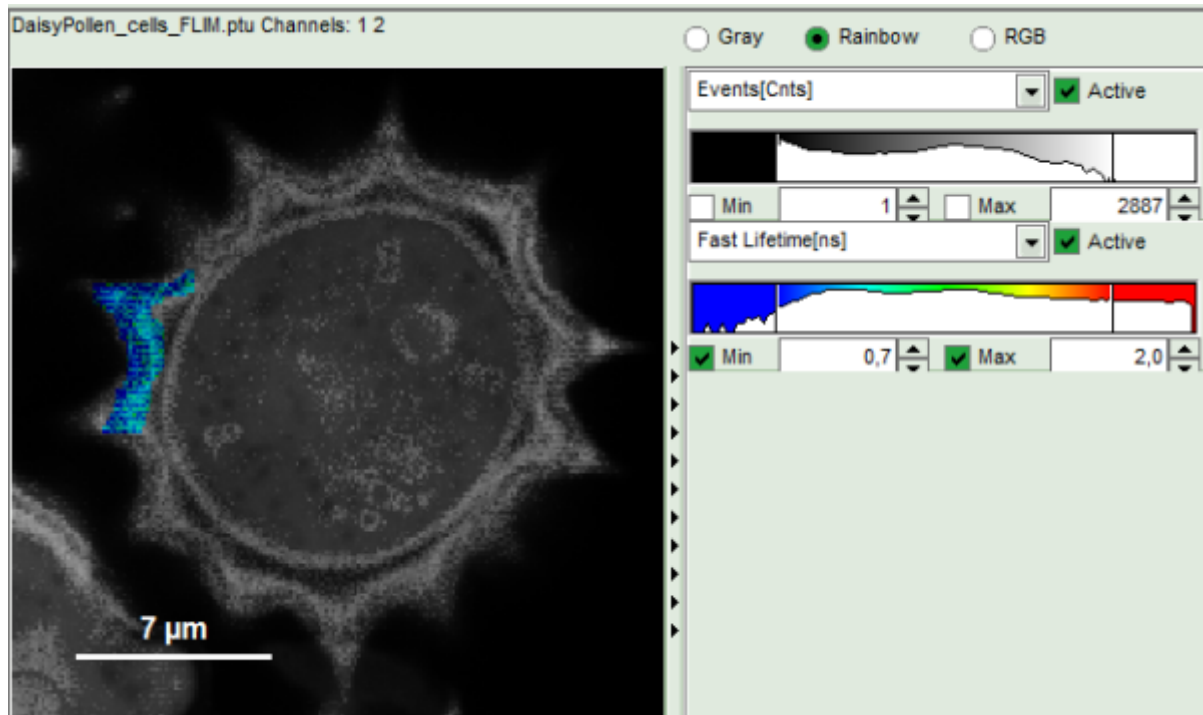 DaisyPollen_cells_FLIM.ptu Channels: 1 2
Gray Rainbow RGB
Events[Cnts] Active
Min 1 Max 2887
Fast Lifetime[ns] Active
Min 0,7 Max 2,0
7 µm